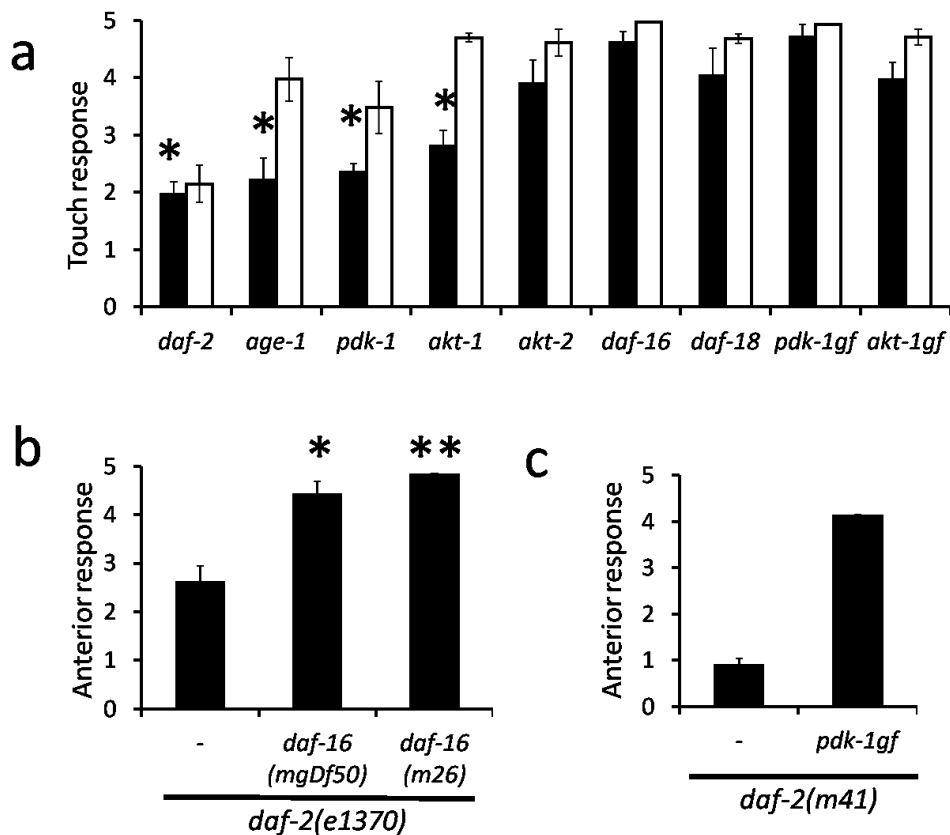 a
Touch response
5
4
3
2
1
0
* * * *
daf-2 age-1 pdk-1 akt-1 akt-2 daf-16 daf-18 pdk-1gf akt-1gf
b
Anterior response
5
4
3
2
1
0
* **
- daf-16 daf-16
(mgDf50) (m26)
daf-2(e1370)
c
Anterior response
5
4
3
2
1
0
- pdk-1gf
daf-2(m41)